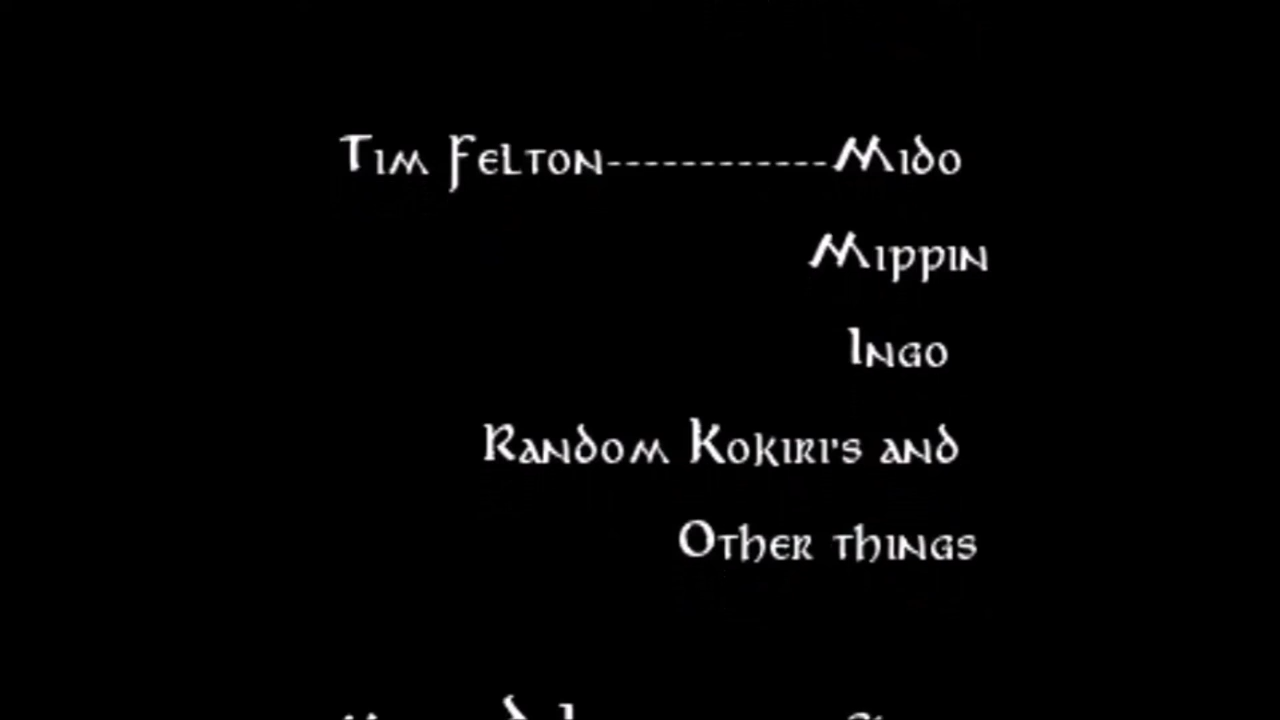 Tim Felton------------Mido
Mippin
Ingo
Random Kokiri's and
Other things